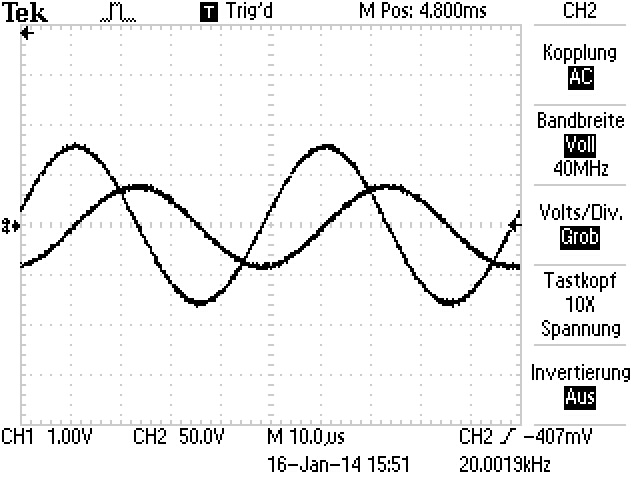 Tek T Trig'd M Pos: 4.800ms CH2
Kopplung
AC
Bandbreite
Voll
40MHz
Volts/Div.
Grob
2
Tastkopf
10X
Spannung
Invertierung
Aus
CH1 1.00V CH2 50.0V M 10.0µs CH2 -407mV
16-Jan-14 15:51 20.0019kHz